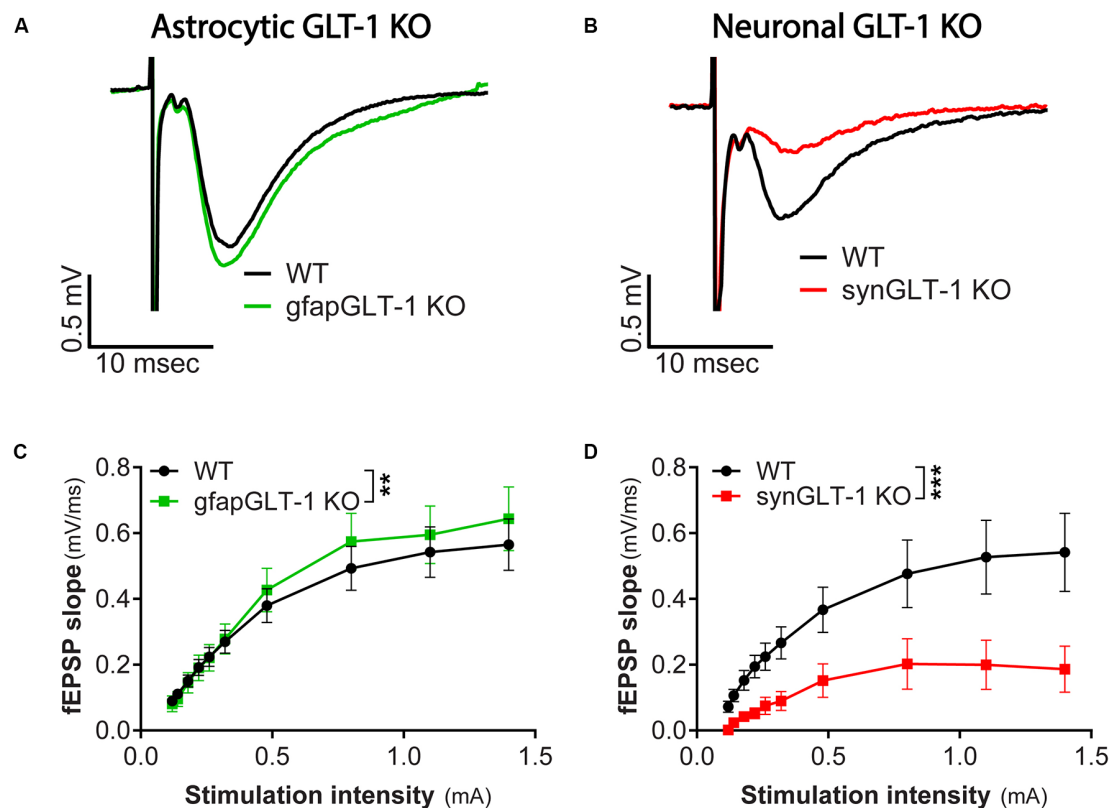 A
Astrocytic GLT-1 KO
WT
gfapGLT-1 KO
0.5 mV
10 msec
B
Neuronal GLT-1 KO
WT
synGLT-1 KO
0.5 mV
10 msec
C
WT
gfapGLT-1 KO
**
fEPSP slope (mV/ms)
0.8
0.6
0.4
0.2
0.0
0.0 0.5 1.0 1.5
Stimulation intensity (mA)
D
WT
synGLT-1 KO
***
fEPSP slope (mV/ms)
0.8
0.6
0.4
0.2
0.0
0.0 0.5 1.0 1.5
Stimulation intensity (mA)